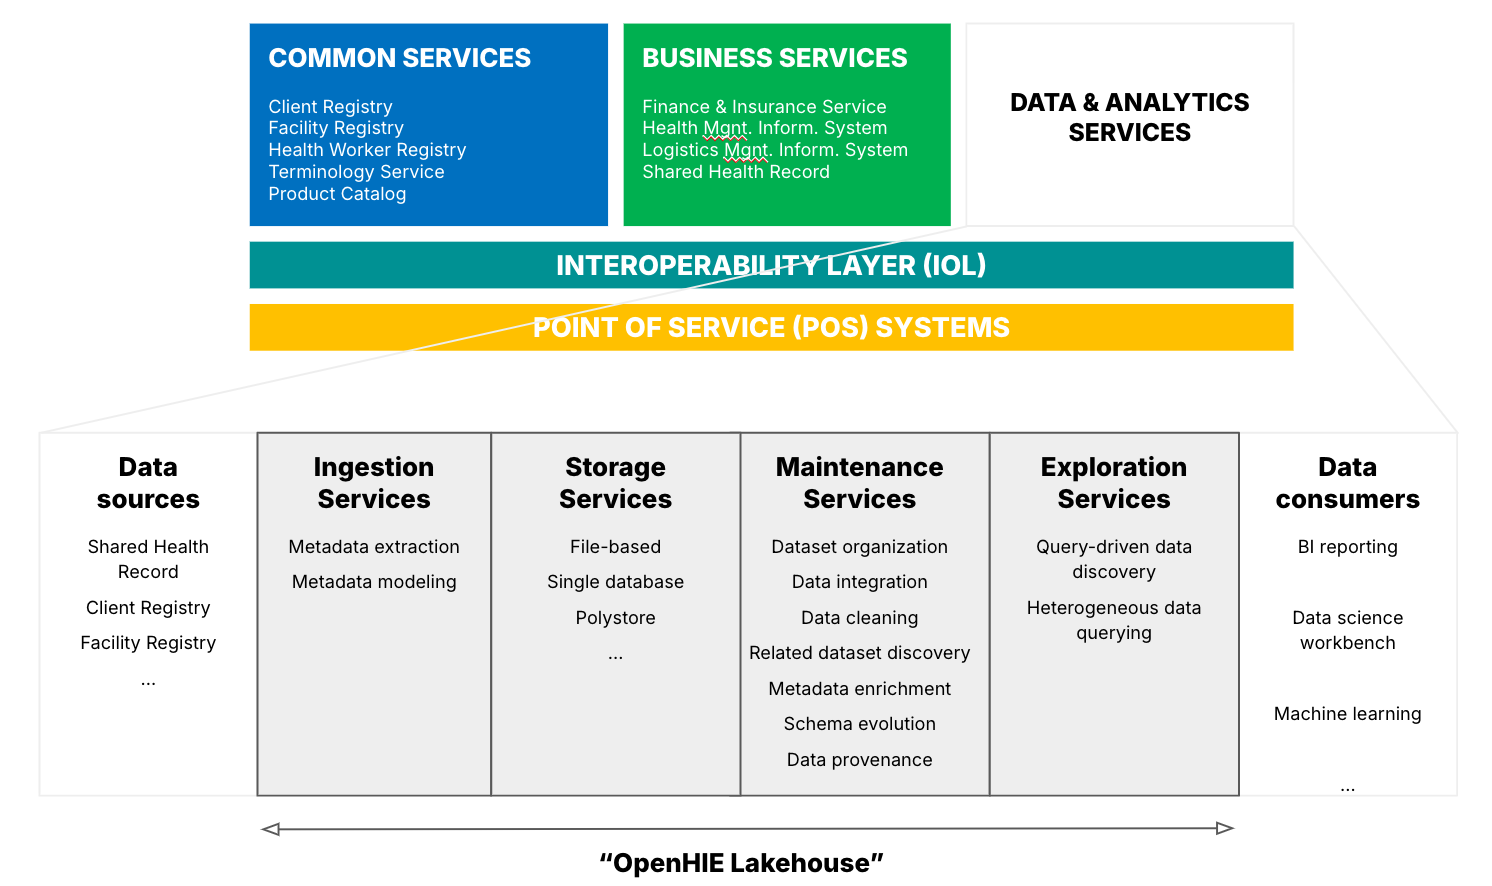 COMMON SERVICES
Client Registry
Facility Registry
Health Worker Registry
Terminology Service
Product Catalog
BUSINESS SERVICES
Finance & Insurance Service
Health Mgnt. Inform. System
Logistics Mgnt. Inform. System
Shared Health Record
DATA & ANALYTICS
SERVICES
INTEROPERABILITY LAYER (IOL)
POINT OF SERVICE (POS) SYSTEMS
Data
sources
Shared Health
Record
Client Registry
Facility Registry
...
Ingestion
Services
Metadata extraction
Metadata modeling
Storage
Services
File-based
Single database
Polystore
...
Maintenance
Services
Dataset organization
Data integration
Data cleaning
Related dataset discovery
Metadata enrichment
Schema evolution
Data provenance
Exploration
Services
Query-driven data
discovery
Heterogeneous data
querying
Data
consumers
BI reporting
Data science
workbench
Machine learning
...
“OpenHIE Lakehouse”